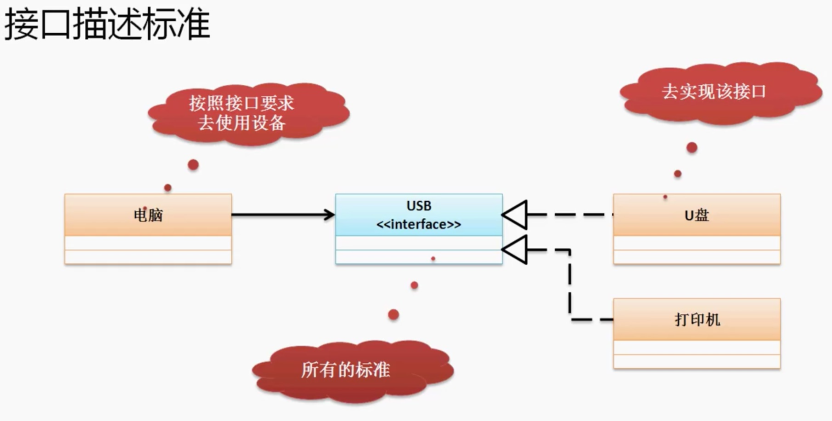 接口描述标准
按照接口要求
去使用设备
去实现该接口
电脑
USB
<<interface>>
U盘
打印机
所有的标准